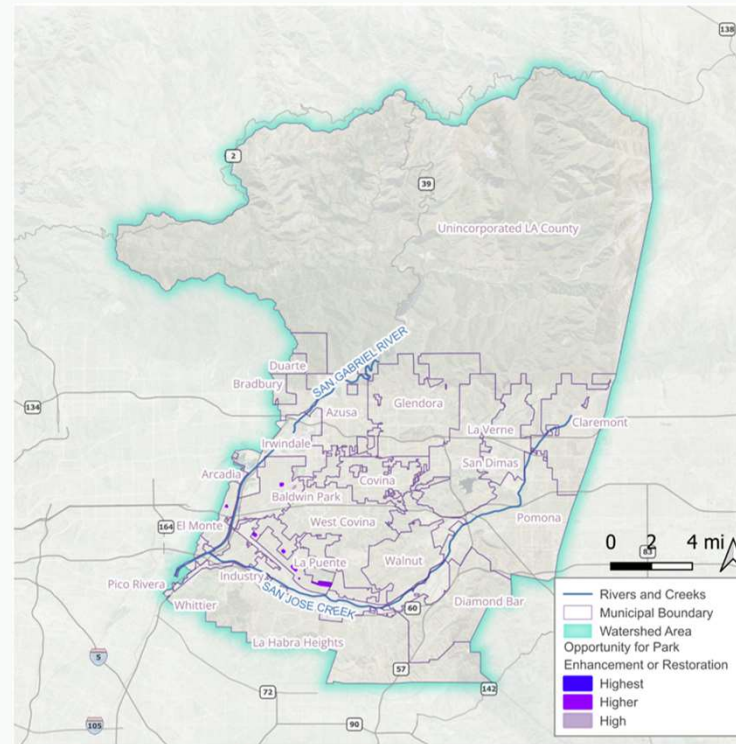 138
2
39
Unincorporated LA County
Duarte
SAN GABRIEL RIVER
Bradbury
134
Azusa
Glendora
Claremont
La Verne
Irwindale
San Dimas
Arcadia
Covina
Baldwin Park
Pomona
West Covina
164
El Monte
0 2 4 mi
La Puente
Walnut
Pico Rivera
Industry
SAN JOSE CREEK
Whittier
60
Diamond Bar
La Habra Heights
5
57
72
142
90
105
Rivers and Creeks
Municipal Boundary
Watershed Area
Opportunity for Park
Enhancement or Restoration
Highest
Higher
High